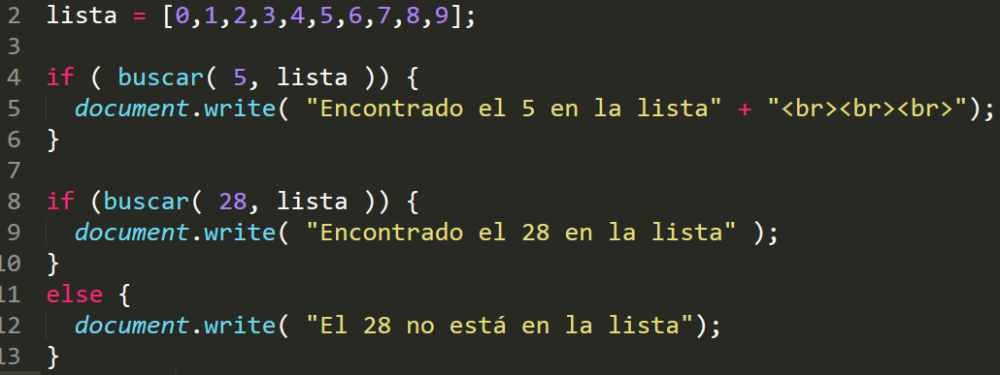 2 lista = [0,1,2,3,4,5,6,7,8,9];
3
4 if ( buscar( 5, lista )) {
5   document.write( "Encontrado el 5 en la lista" + "<br><br><br>");
6 }
7
8 if (buscar( 28, lista )) {
9   document.write( "Encontrado el 28 en la lista" );
10 }
11 else {
12   document.write( "El 28 no está en la lista");
13 }